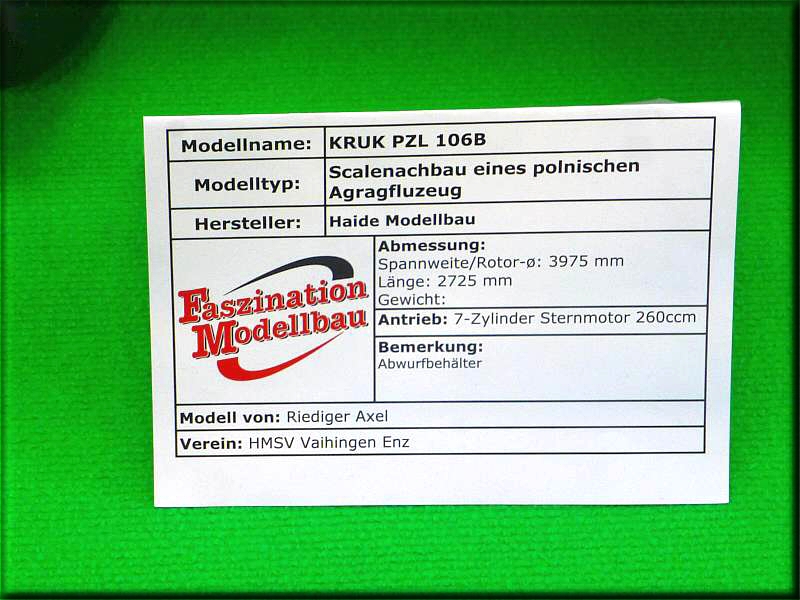 Modellname: KRUK PZL 106B
Modelltyp: Scalenachbau eines polnischen
Agragfluzeug
Hersteller: Haide Modellbau
Faszination
Modellbau
Abmessung:
Spannweite/Rotor-ø: 3975 mm
Länge: 2725 mm
Gewicht:
Antrieb: 7-Zylinder Sternmotor 260ccm
Bemerkung:
Abwurfbehälter
Modell von: Riediger Axel
Verein: HMSV Vaihingen Enz